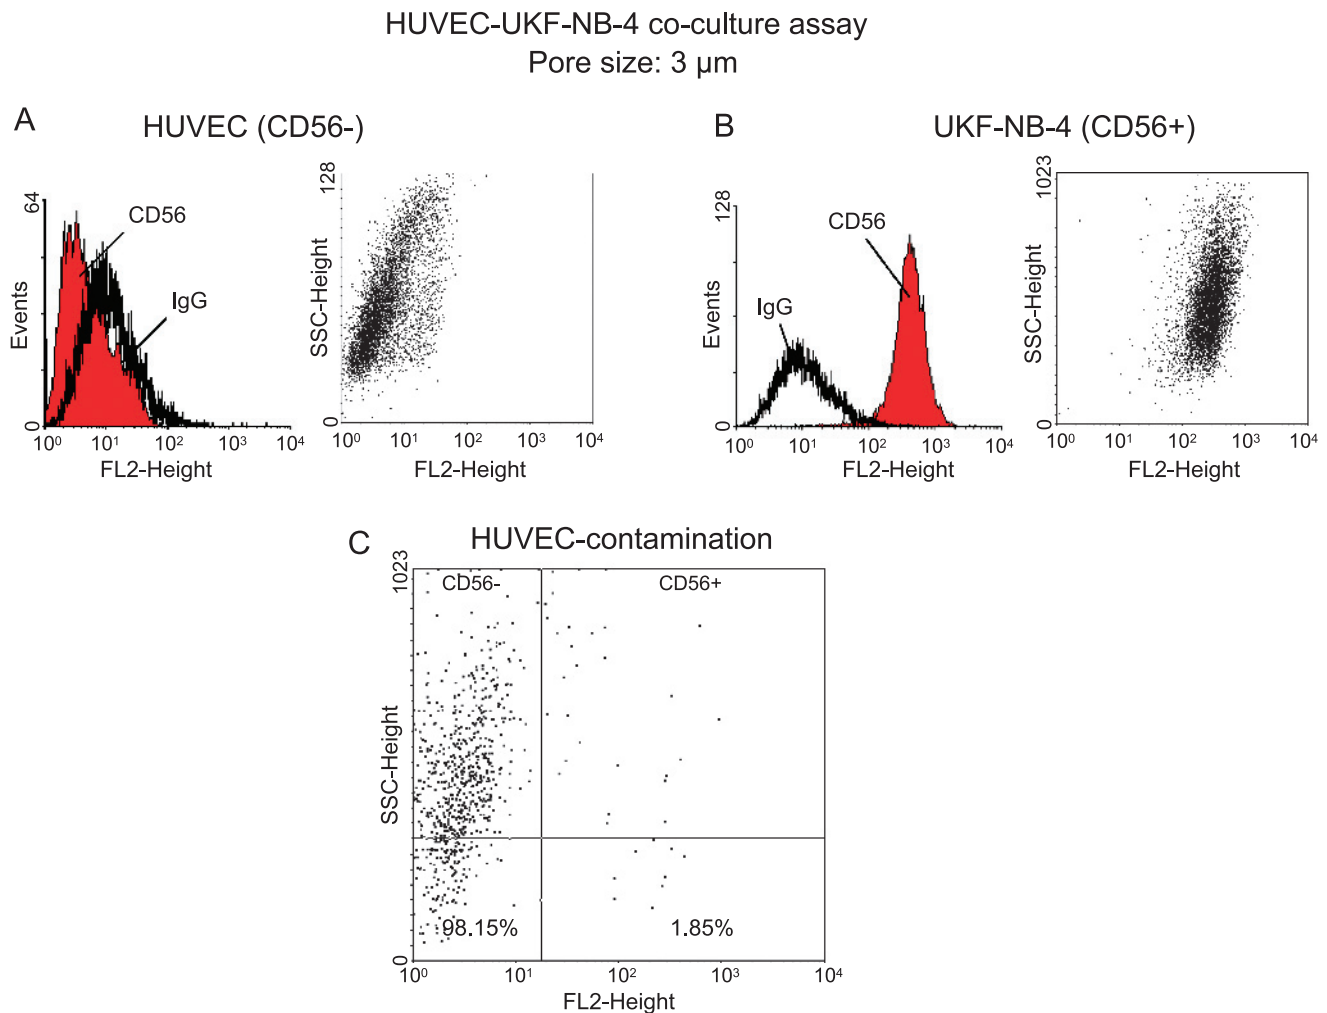 HUVEC-UKF-NB-4 co-culture assay
Pore size: 3 µm
A
HUVEC (CD56-)
64
Events
0
CD56
IgG
10⁰ 10¹ 10² 10³ 10⁴
FL2-Height
128
SSC-Height
0
10⁰ 10¹ 10² 10³ 10⁴
FL2-Height
B
UKF-NB-4 (CD56+)
128
Events
0
CD56
IgG
10⁰ 10¹ 10² 10³ 10⁴
FL2-Height
1023
SSC-Height
0
10⁰ 10¹ 10² 10³ 10⁴
FL2-Height
C
HUVEC-contamination
1023
SSC-Height
0
CD56- CD56+
98.15% 1.85%
10⁰ 10¹ 10² 10³ 10⁴
FL2-Height